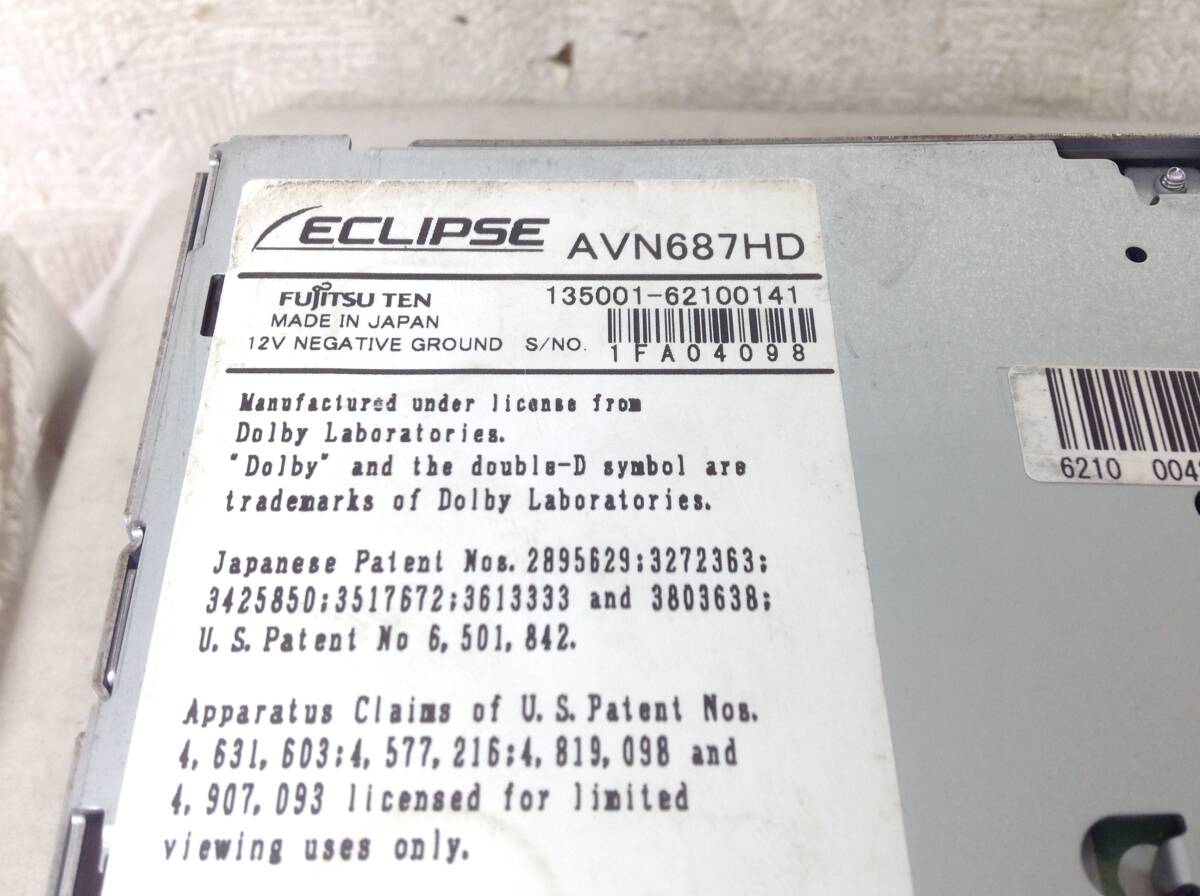 ECLIPSE AVN687HD
FUJITSU TEN 135001-62100141
MADE IN JAPAN
12V NEGATIVE GROUND S/NO. 1FA04098
Manufactured under license from
Dolby Laboratories.
"Dolby" and the double-D symbol are
trademarks of Dolby Laboratories.
Japanese Patent Nos. 2895629;3272363;
3425850;3517672;3613333 and 3803638;
U.S. Patent No 6,501,842.
Apparatus Claims of U.S. Patent Nos.
4,631,603;4,577,216;4,819,098 and
4,907,093 licensed for limited
viewing uses only.
6210